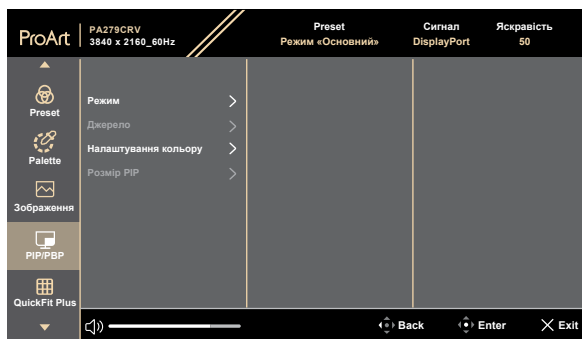 ProArt
PA279CRV
3840 x 2160_60Hz
Preset
Режим «Основний»
Сигнал
DisplayPort
Яскравість
50
Preset
Palette
Зображення
PIP/PBP
QuickFit Plus
Режим
Джерело
Налаштування кольору
Розмір PIP
Back
Enter
Exit